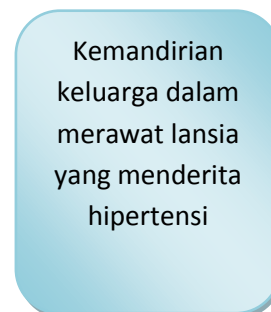 Kemandirian
keluarga dalam
merawat lansia
yang menderita
hipertensi